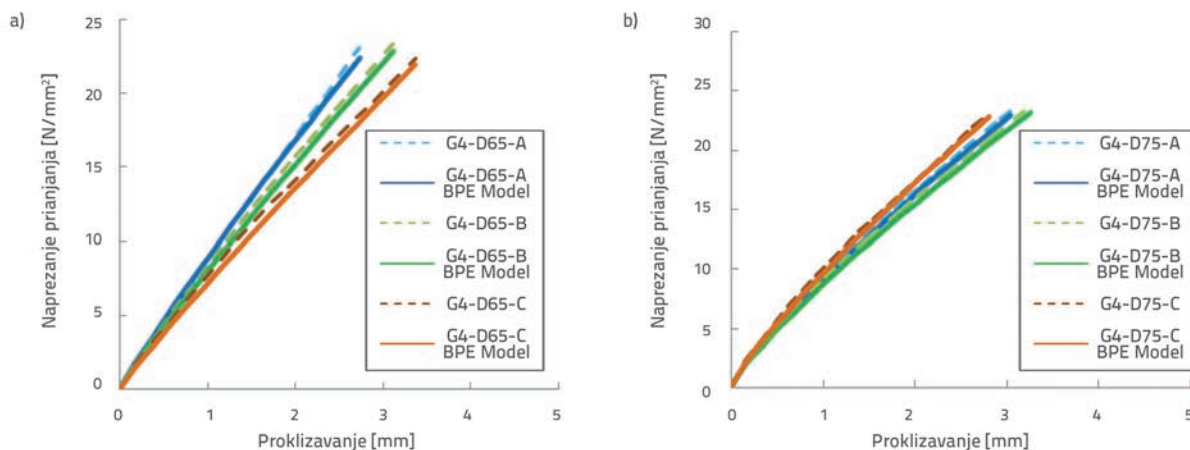 a)
Naprezanje prianjanja [N/mm²]
25
20
15
10
5
0
0 1 2 3 4 5
Proklizavanje [mm]
G4-D65-A
G4-D65-A
BPE Model
G4-D65-B
G4-D65-B
BPE Model
G4-D65-C
G4-D65-C
BPE Model
b)
Naprezanje prianjanja [N/mm²]
30
25
20
15
10
5
0
0 1 2 3 4 5
Proklizavanje [mm]
G4-D75-A
G4-D75-A
BPE Model
G4-D75-B
G4-D75-B
BPE Model
G4-D75-C
G4-D75-C
BPE Model